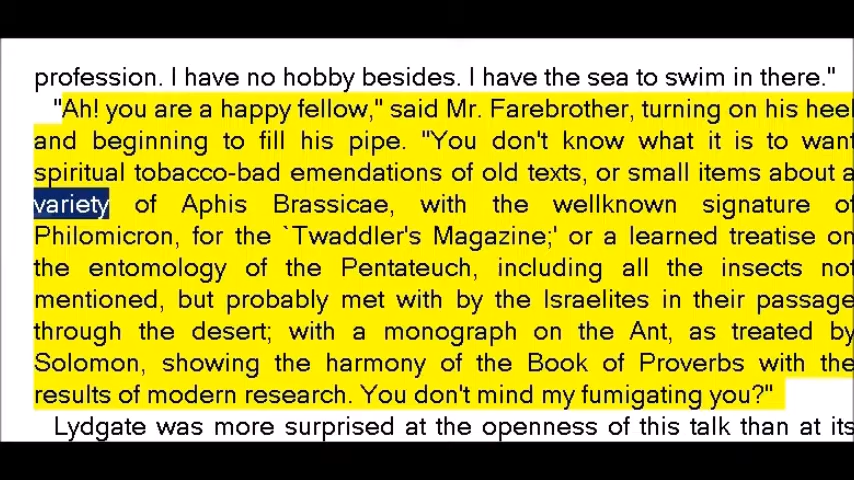 profession. I have no hobby besides. I have the sea to swim in there."
"Ah! you are a happy fellow," said Mr. Farebrother, turning on his heel
and beginning to fill his pipe. "You don't know what it is to want
spiritual tobacco-bad emendations of old texts, or small items about a
variety of Aphis Brassicae, with the wellknown signature of
Philomicron, for the `Twaddler's Magazine;' or a learned treatise on
the entomology of the Pentateuch, including all the insects not
mentioned, but probably met with by the Israelites in their passage
through the desert; with a monograph on the Ant, as treated by
Solomon, showing the harmony of the Book of Proverbs with the
results of modern research. You don't mind my fumigating you?"
Lydgate was more surprised at the openness of this talk than at its